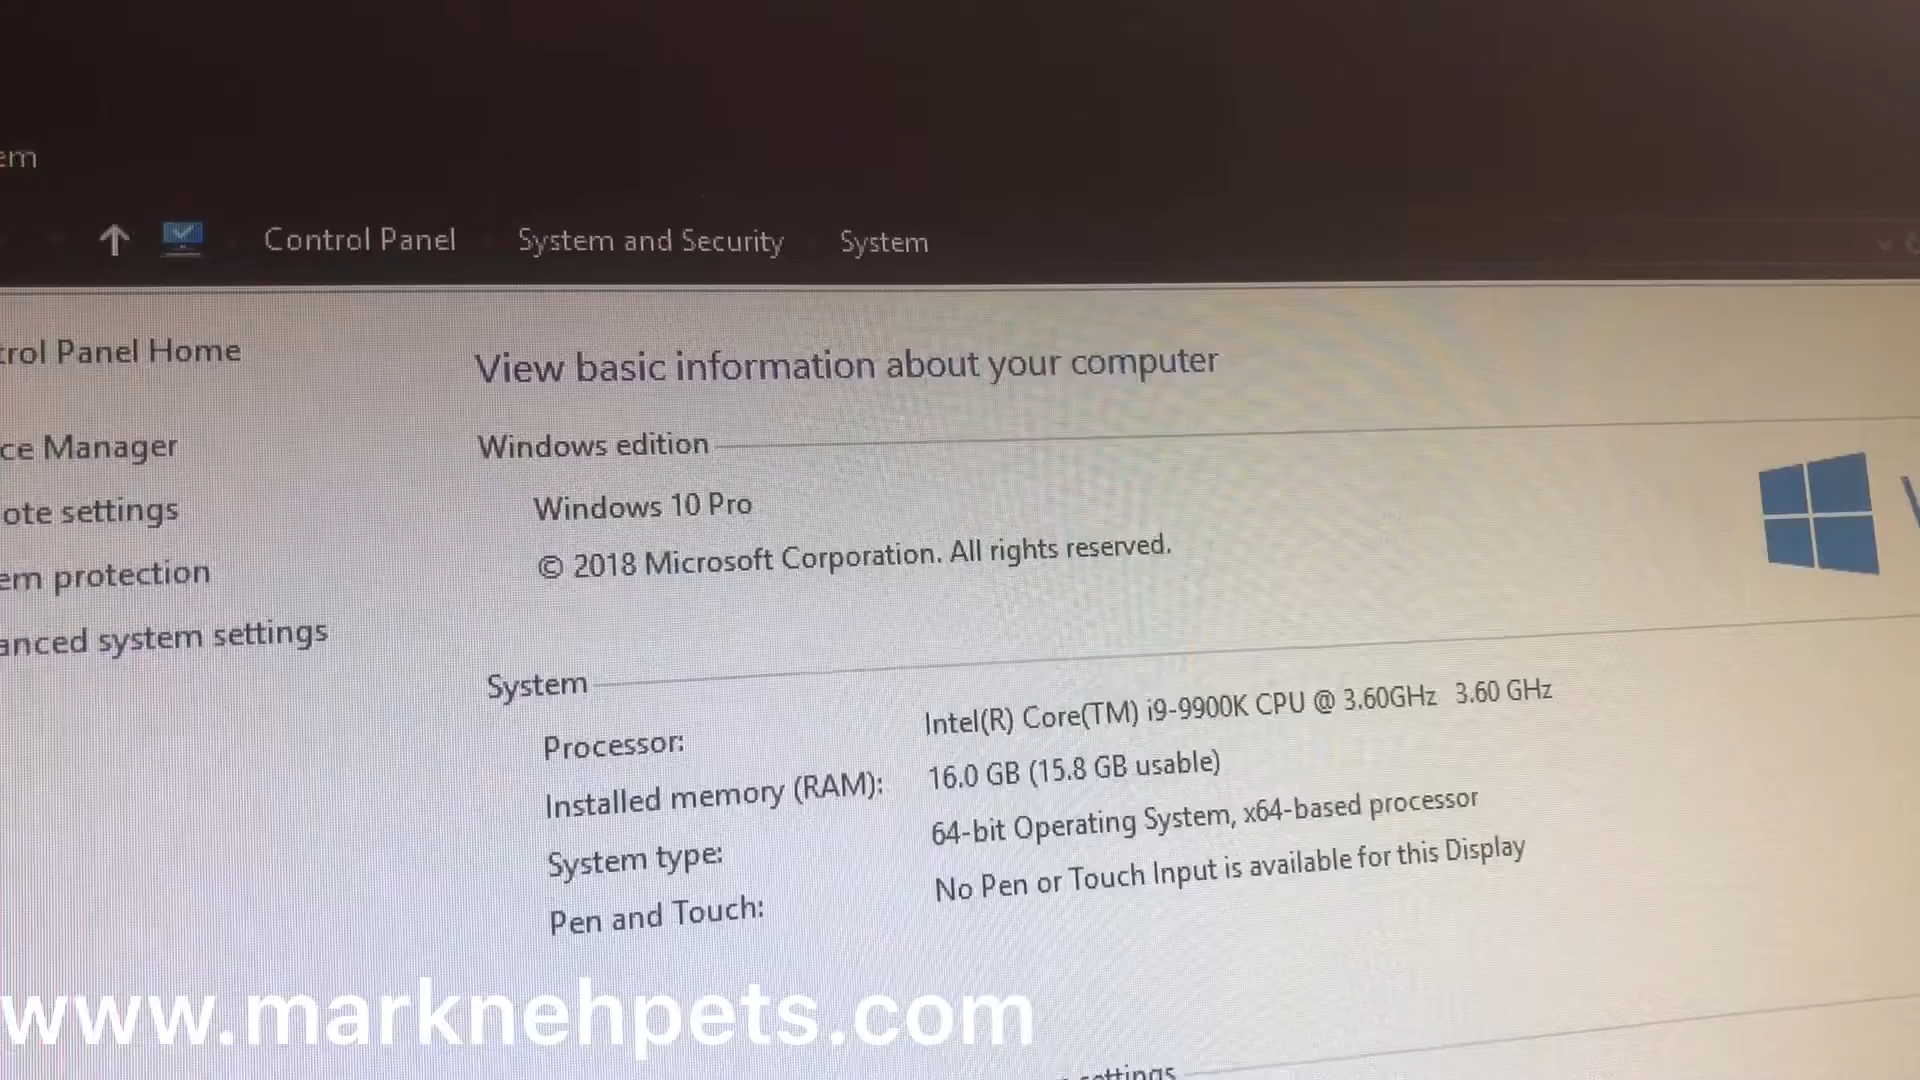 em
Control Panel System and Security System
trol Panel Home
View basic information about your computer
ce Manager
Windows edition
ote settings
Windows 10 Pro
© 2018 Microsoft Corporation. All rights reserved.
em protection
anced system settings
System
Processor: Intel(R) Core(TM) i9-9900K CPU @ 3.60GHz 3.60 GHz
Installed memory (RAM): 16.0 GB (15.8 GB usable)
System type: 64-bit Operating System, x64-based processor
Pen and Touch: No Pen or Touch Input is available for this Display
www.marknehpets.com
settings